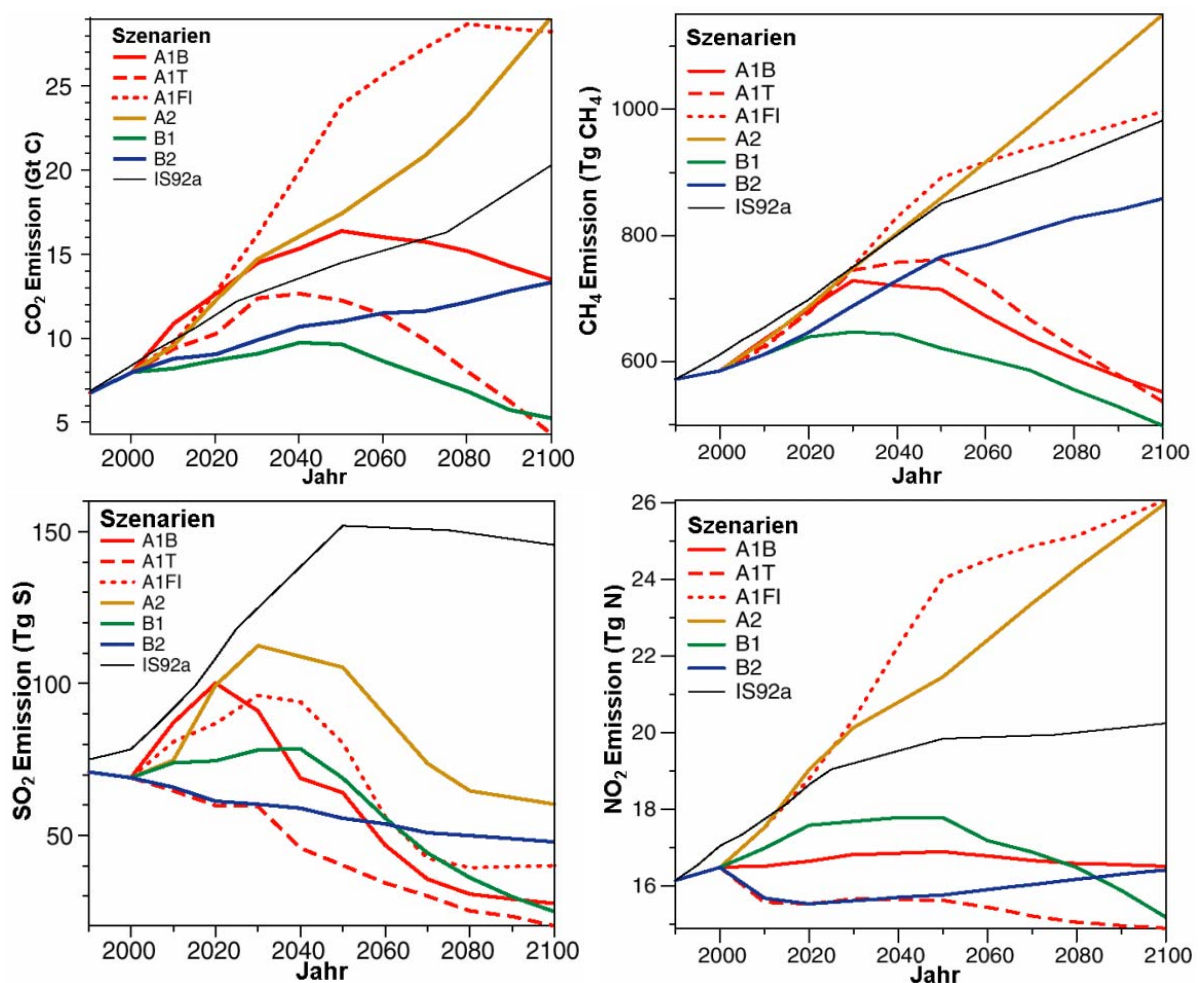 Szenarien
A1B
A1T
A1FI
A2
B1
B2
IS92a
CO₂ Emission (Gt C)
25
20
15
10
5
2000 2020 2040 2060 2080 2100
Jahr
Szenarien
A1B
A1T
A1FI
A2
B1
B2
IS92a
CH₄ Emission (Tg CH₄)
1000
800
600
2000 2020 2040 2060 2080 2100
Jahr
Szenarien
A1B
A1T
A1FI
A2
B1
B2
IS92a
SO₂ Emission (Tg S)
150
100
50
2000 2020 2040 2060 2080 2100
Jahr
Szenarien
A1B
A1T
A1FI
A2
B1
B2
IS92a
NO₂ Emission (Tg N)
26
24
22
20
18
16
2000 2020 2040 2060 2080 2100
Jahr